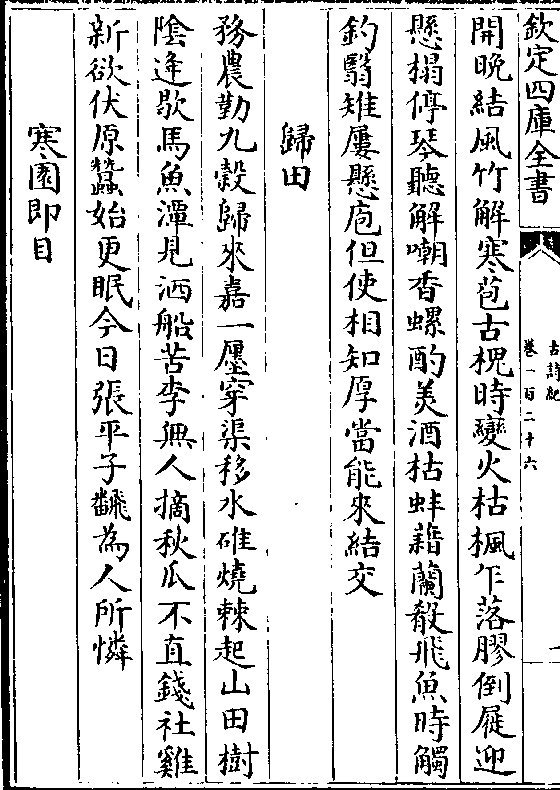 欽定四庫全書
古詩紀
卷一百二十六
開晚結風竹解寒苞古槐時變火枯楓乍落膠倒屣迎
懸榻停琴聽解嘲香螺酌美酒枯蚌藉蘭殽飛魚時觸
釣翳雉屢懸庖但使相知厚當能來結交
歸田
務農勤九穀歸來嘉一廛穿渠移水碓燒棘起山田樹
陰逢歇馬魚潭見洒船苦李無人摘秋瓜不直錢社雞
新欲伏原蠶始更眠今日張平子翻為人所憐
寒園即目